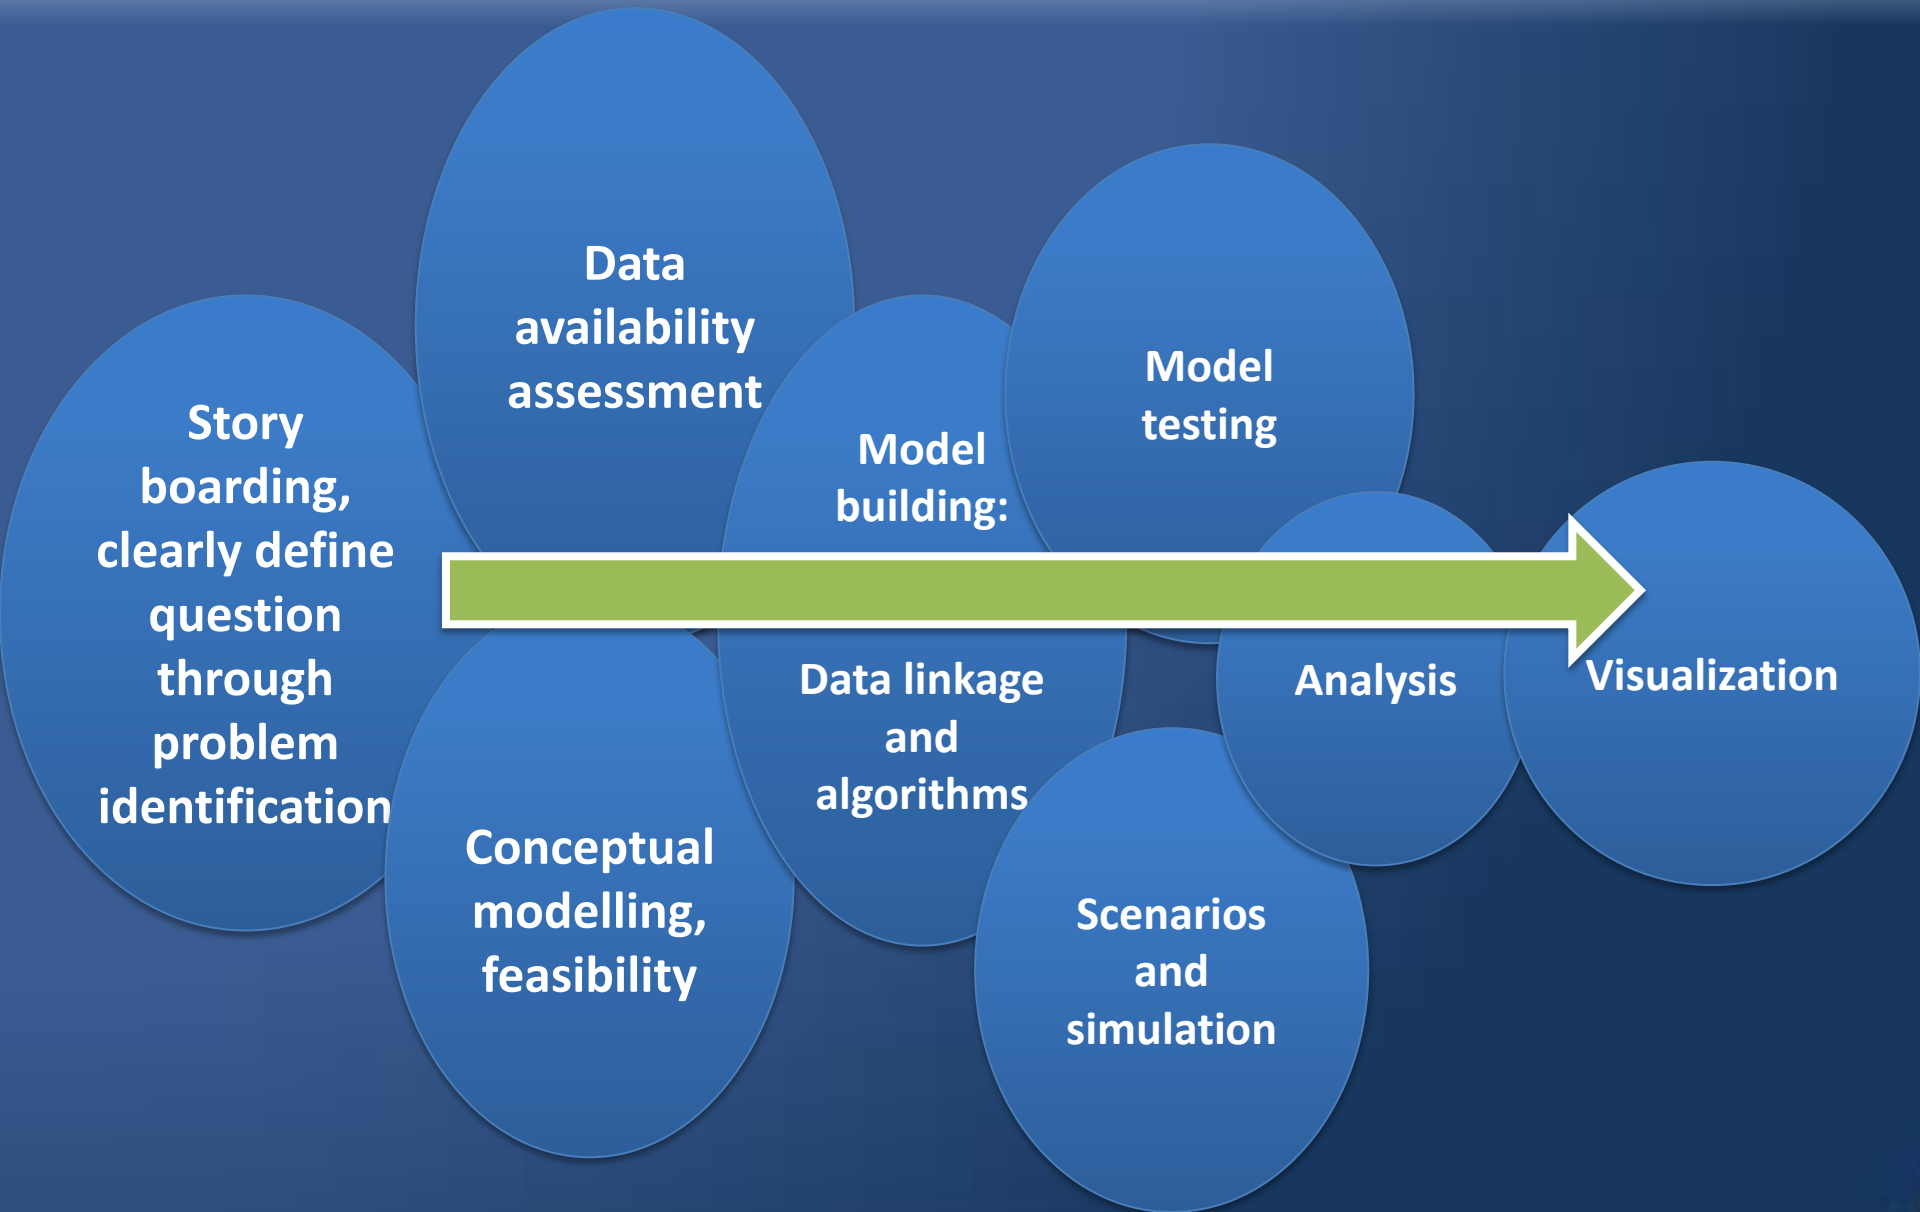 Story
boarding,
clearly define
question
through
problem
identification
Data
availability
assessment
Conceptual
modelling,
feasibility
Model
building:
Data linkage
and
algorithms
Model
testing
Scenarios
and
simulation
Analysis
Visualization